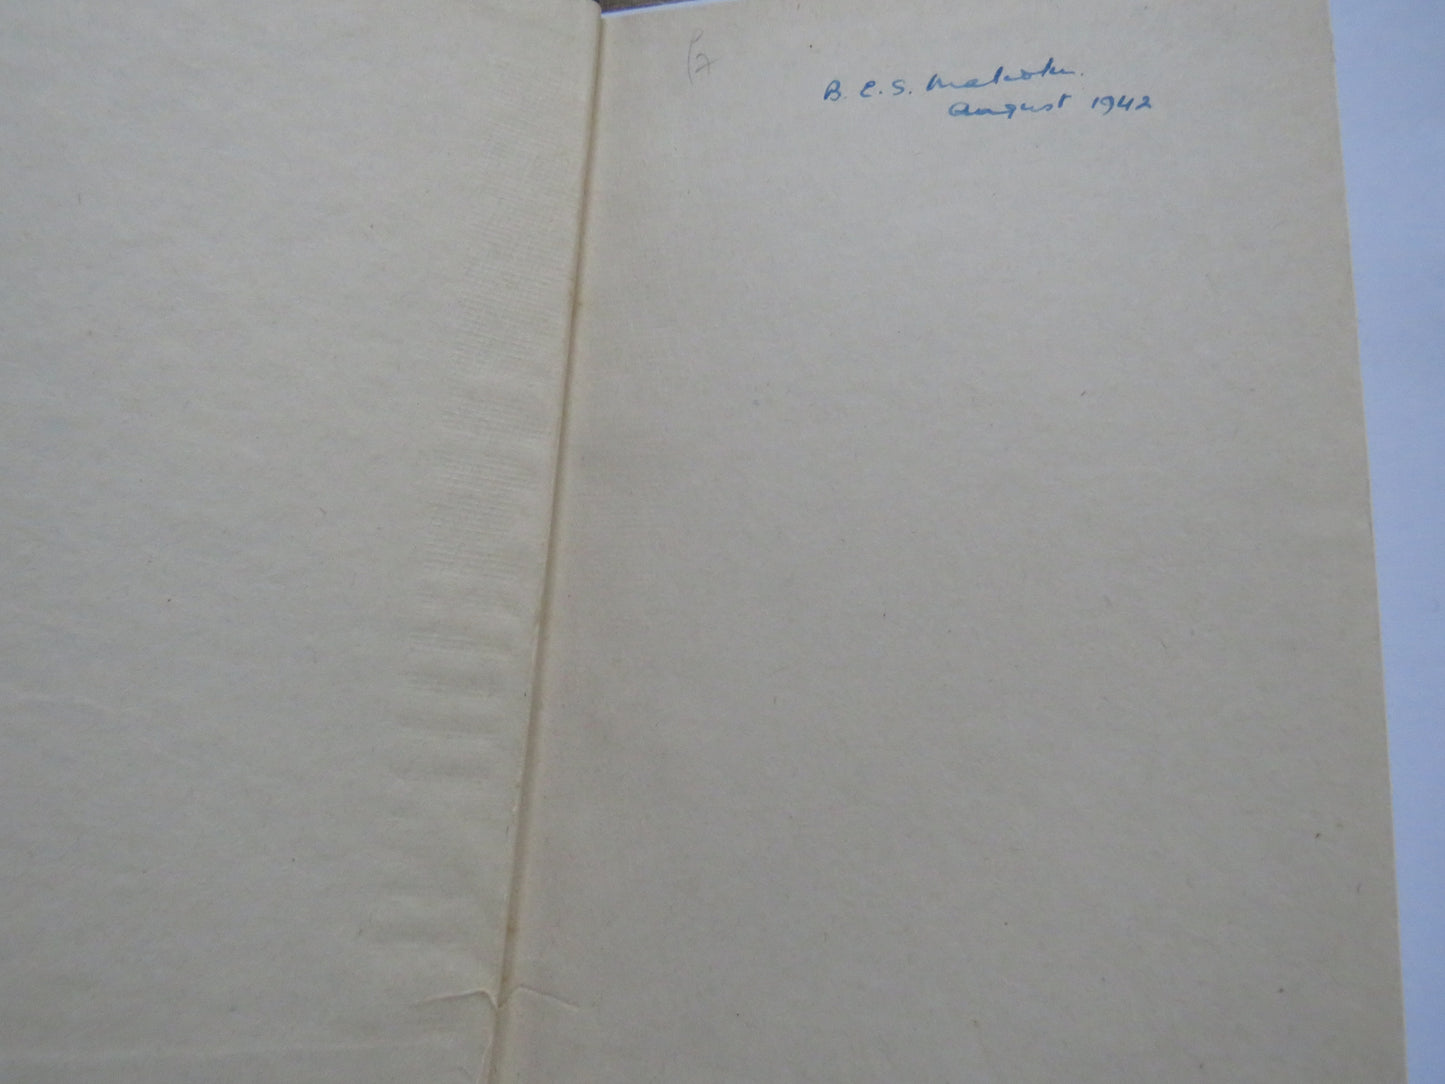 B. E. S.
August 1942